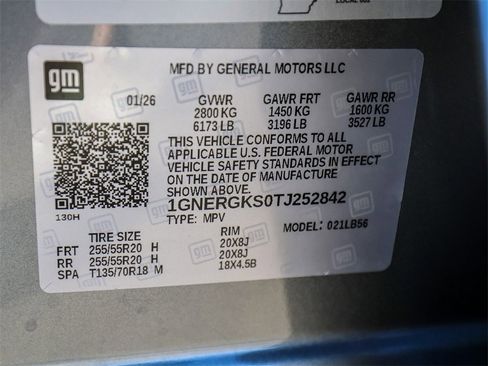 LOCAL 602
gm
MFD BY GENERAL MOTORS LLC
01/26 GVWR GAWR FRT GAWR RR
2800 KG 1450 KG 1600 KG
6173 LB 3196 LB 3527 LB
THIS VEHICLE CONFORMS TO ALL
APPLICABLE U.S. FEDERAL MOTOR
VEHICLE SAFETY STANDARDS IN EFFECT
ON THE DATE OF MANUFACTURE
SHOWN ABOVE.
1GNERGKS0TJ252842
130H
TYPE: MPV MODEL: 021LB56
TIRE SIZE RIM
FRT 255/55R20 H 20X8J
RR 255/55R20 H 20X8J
SPA T135/70R18 M 18X4.5B